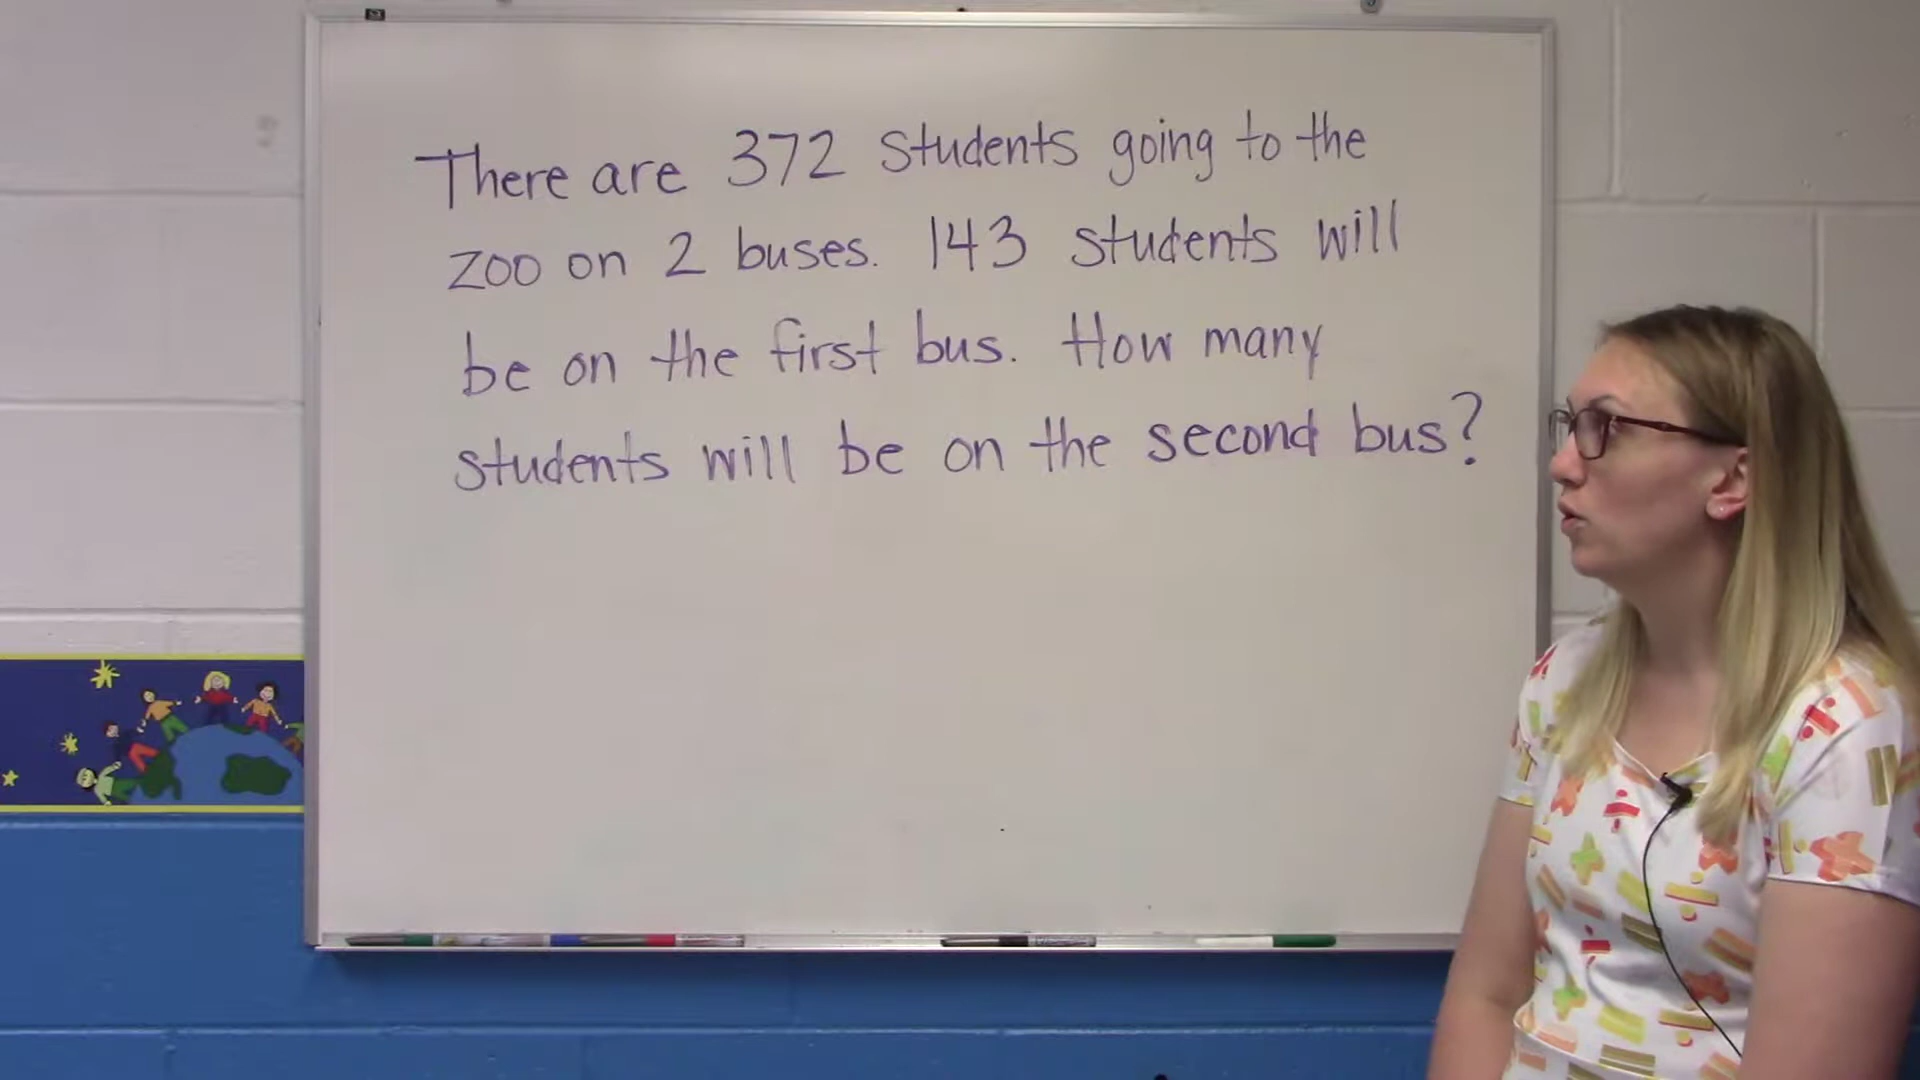 There are 372 students going to the
zoo on 2 buses. 143 students will
be on the first bus. How many
students will be on the second bus?